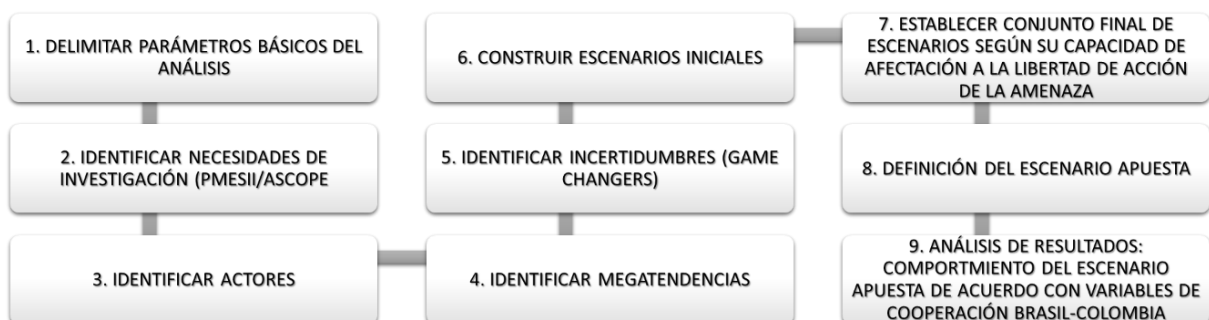 1. DELIMITAR PARÁMETROS BÁSICOS DEL
ANÁLISIS
2. IDENTIFICAR NECESIDADES DE
INVESTIGACIÓN (PMESII/ASCOPE
3. IDENTIFICAR ACTORES
4. IDENTIFICAR MEGATENDENCIAS
5. IDENTIFICAR INCERTIDUMBRES (GAME
CHANGERS)
6. CONSTRUIR ESCENARIOS INICIALES
7. ESTABLECER CONJUNTO FINAL DE
ESCENARIOS SEGÚN SU CAPACIDAD DE
AFECTACIÓN A LA LIBERTAD DE ACCIÓN
DE LA AMENAZA
8. DEFINICIÓN DEL ESCENARIO APUESTA
9. ANÁLISIS DE RESULTADOS:
COMPORTMIENTO DEL ESCENARIO
APUESTA DE ACUERDO CON VARIABLES DE
COOPERACIÓN BRASIL-COLOMBIA